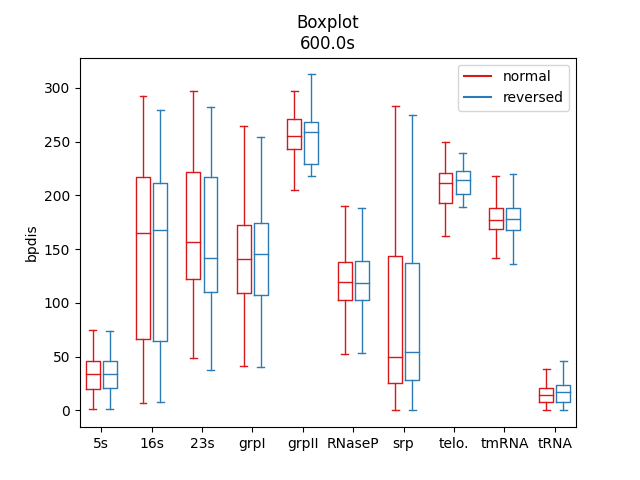 Boxplot
600.0s
normal
reversed
bpdis
300
250
200
150
100
50
0
5s 16s 23s grpI grpII RNaseP srp telo. tmRNA tRNA